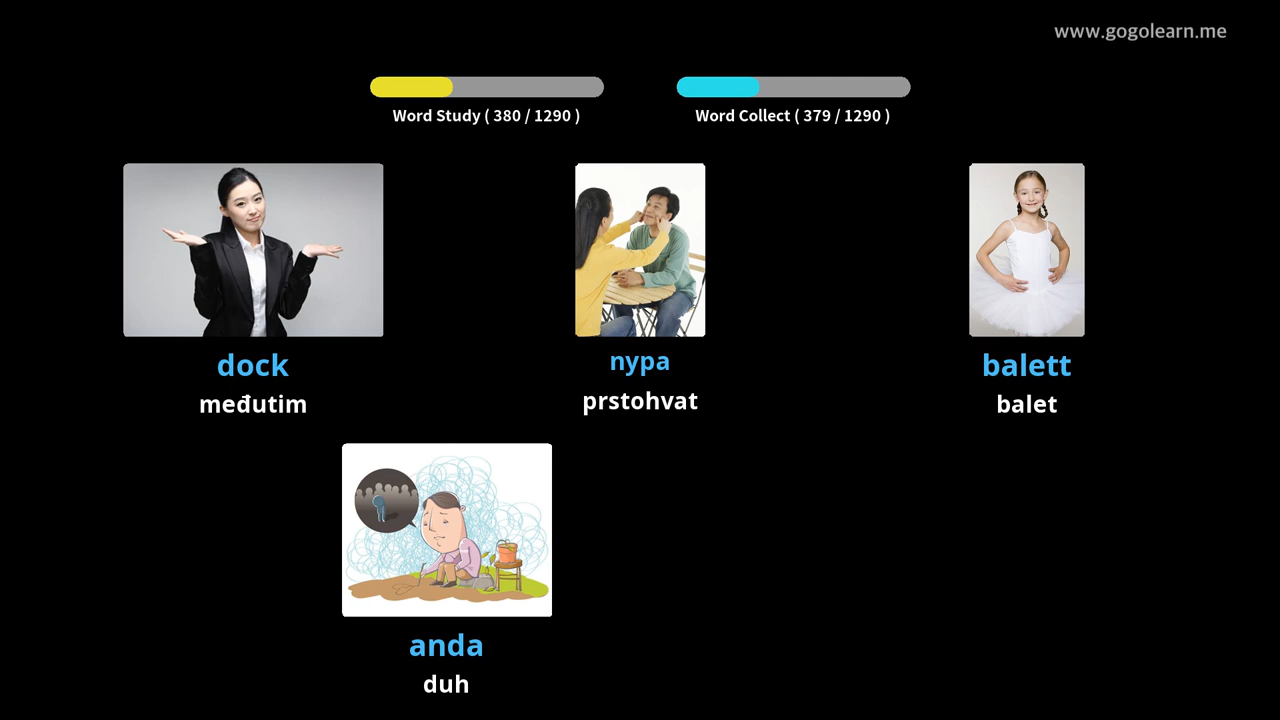 www.gogolearn.me
Word Study ( 380 / 1290 )
Word Collect ( 379 / 1290 )
dock
međutim
nypa
prstohvat
balett
balet
anda
duh